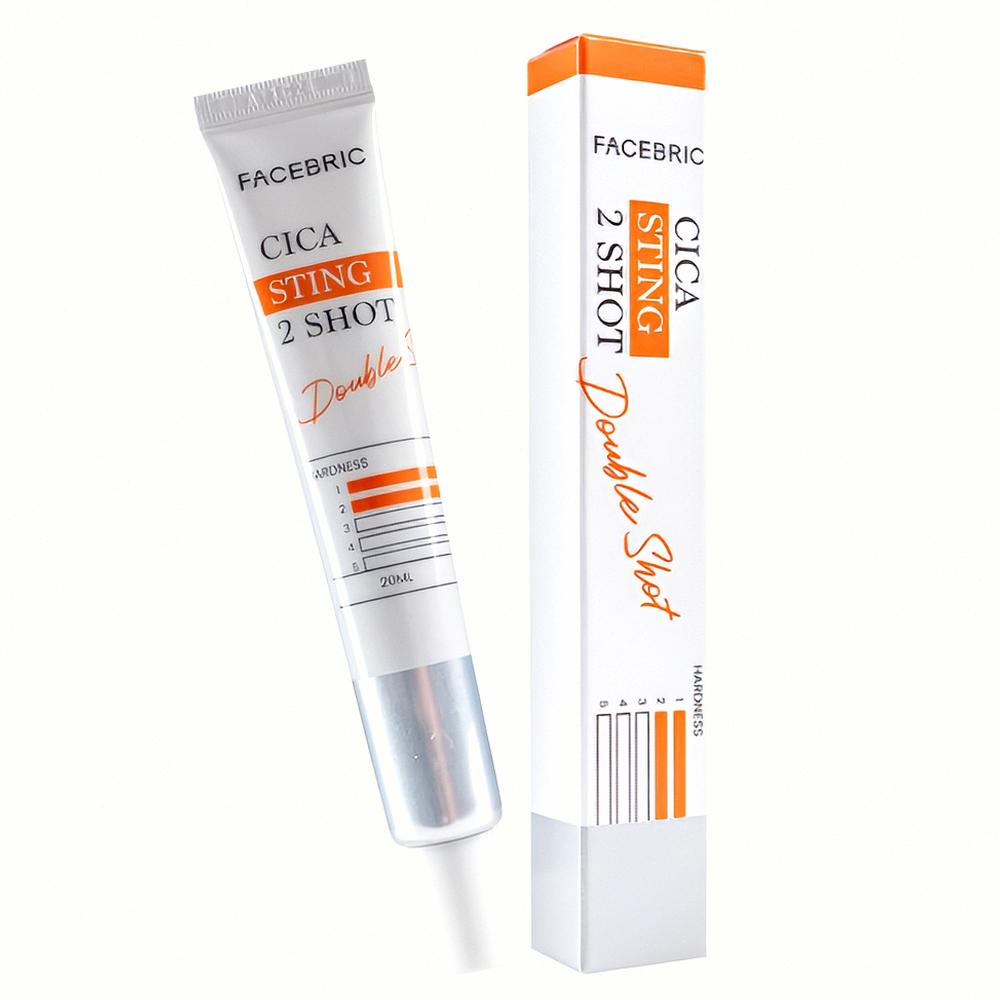 FACEBRIC
CICA
STING
2 SHOT
Double
HARDNESS
1
2
3
4
5
20ML
FACEBRIC
CICA
STING
2 SHOT
Double Shot
HARDNESS
1
2
3
4
5